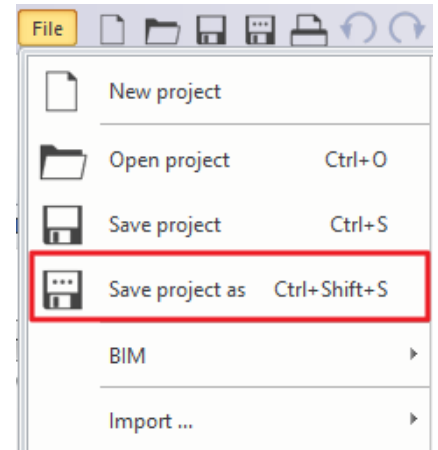 File
New project
Open project Ctrl+O
Save project Ctrl+S
Save project as Ctrl+Shift+S
BIM
Import ...